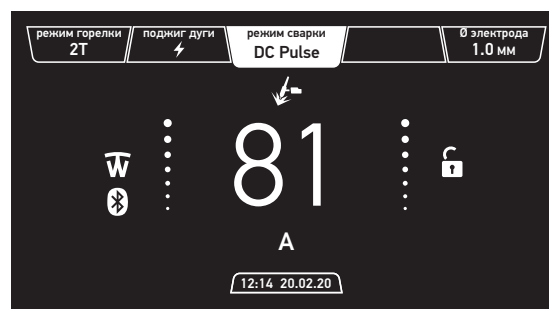 режим горелки
2T
поджиг дуги
режим сварки
DC Pulse
Ø электрода
1.0 мм
81
A
12:14 20.02.20